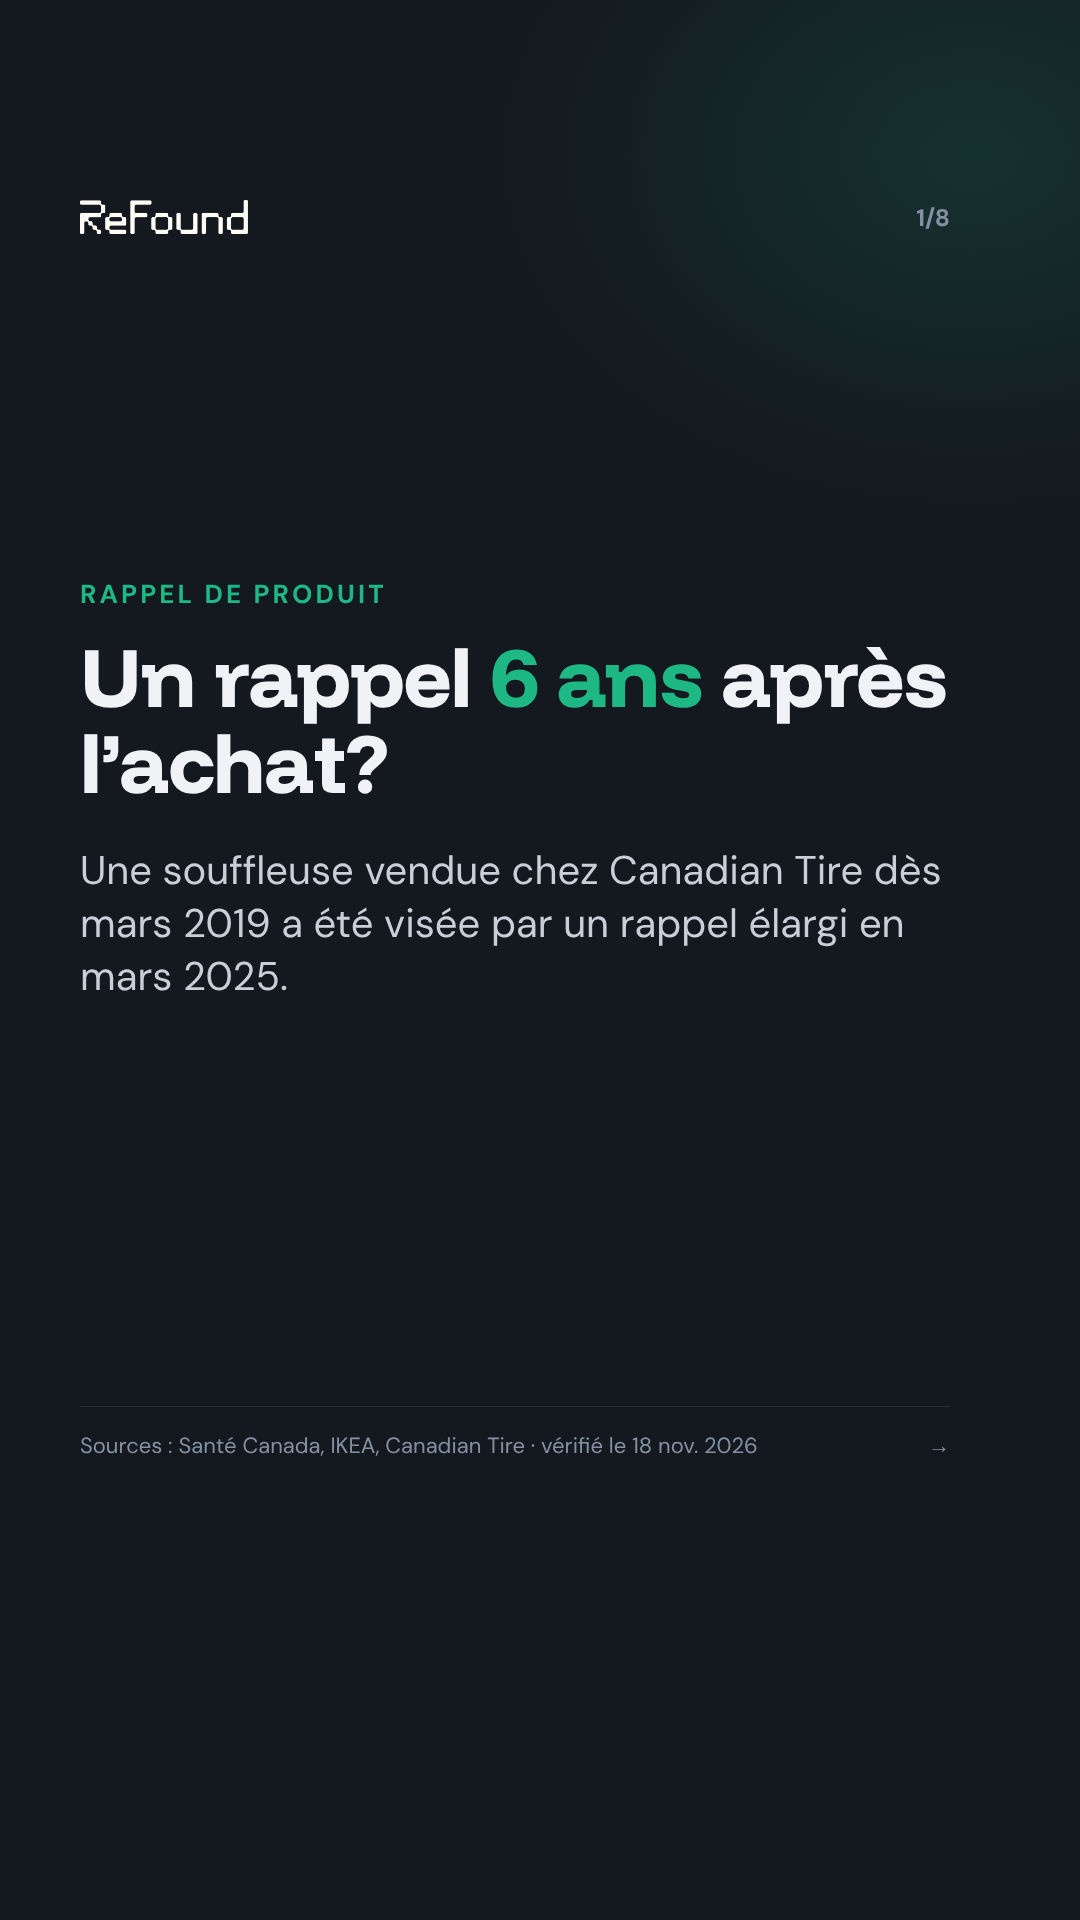 ReFound
1/8
RAPPEL DE PRODUIT
Un rappel 6 ans après
l’achat?
Une souffleuse vendue chez Canadian Tire dès
mars 2019 a été visée par un rappel élargi en
mars 2025.
Sources : Santé Canada, IKEA, Canadian Tire · vérifié le 18 nov. 2026 →